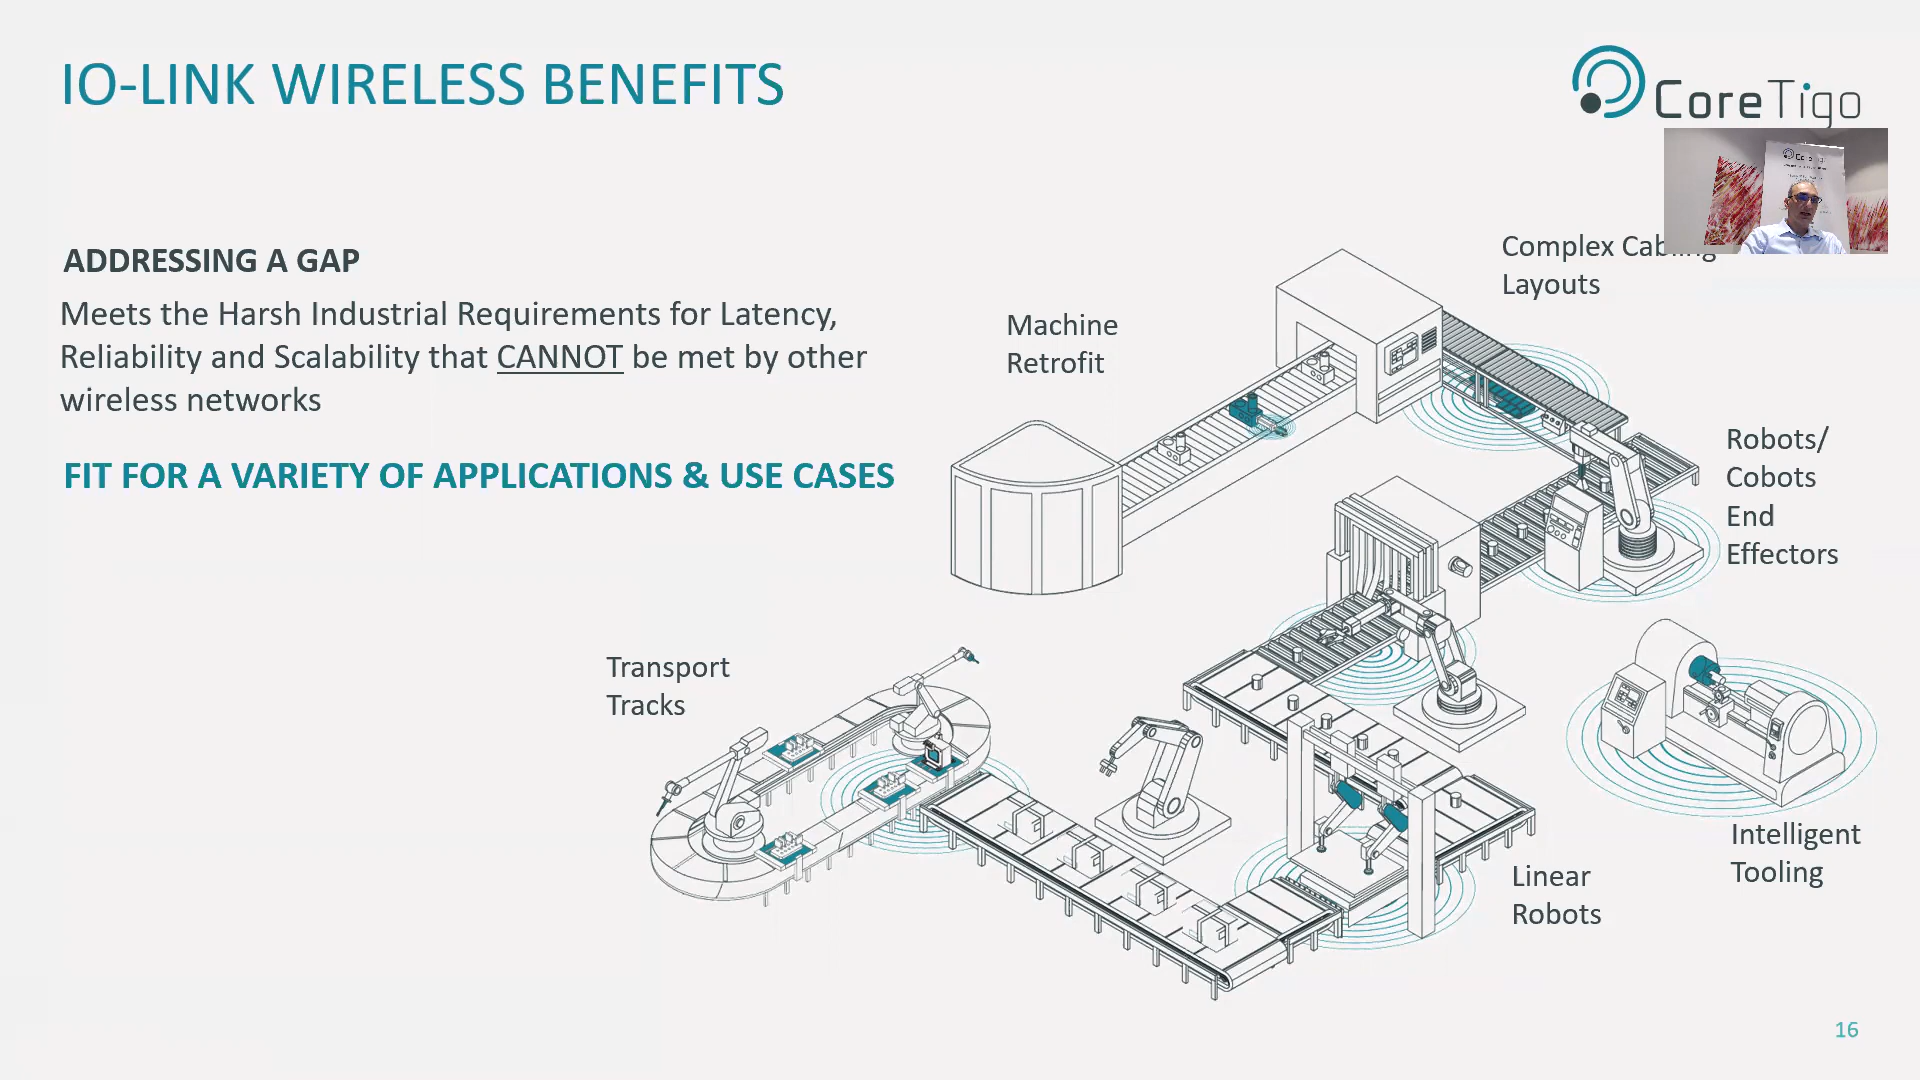 IO-LINK WIRELESS BENEFITS
CoreTigo
ADDRESSING A GAP
Meets the Harsh Industrial Requirements for Latency,
Reliability and Scalability that CANNOT be met by other
wireless networks
FIT FOR A VARIETY OF APPLICATIONS & USE CASES
Complex Cabling
Layouts
Machine
Retrofit
Robots/
Cobots
End
Effectors
Transport
Tracks
Intelligent
Tooling
Linear
Robots
16